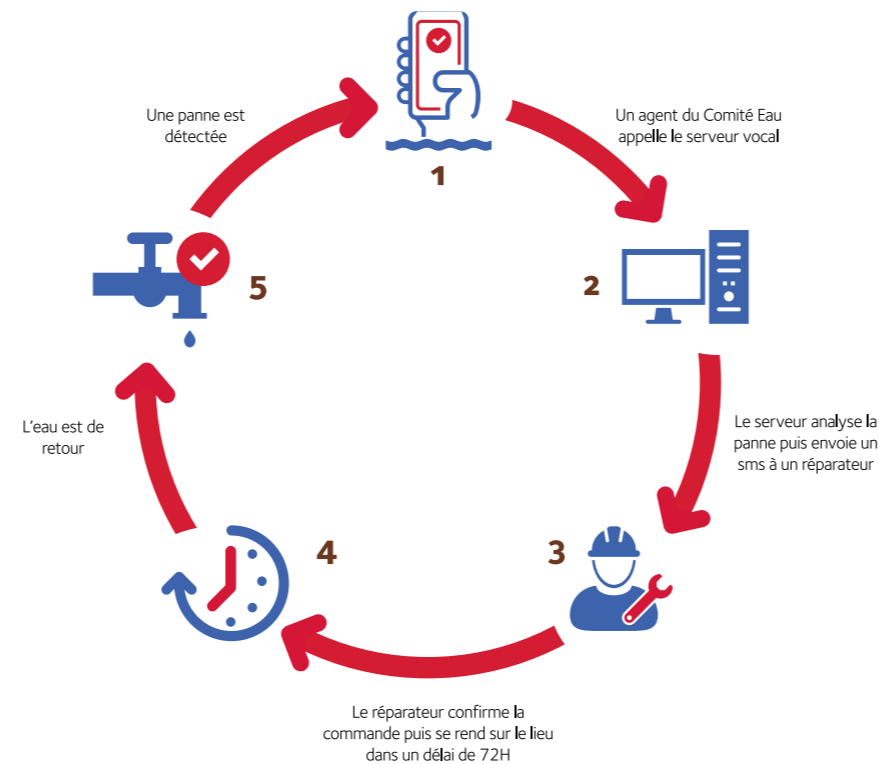 Une panne est
détectée
1
Un agent du Comité Eau
appelle le serveur vocal
2
Le serveur analyse la
panne puis envoie un
sms à un réparateur
3
Le réparateur confirme la
commande puis se rend sur le lieu
dans un délai de 72H
4
L'eau est de
retour
5